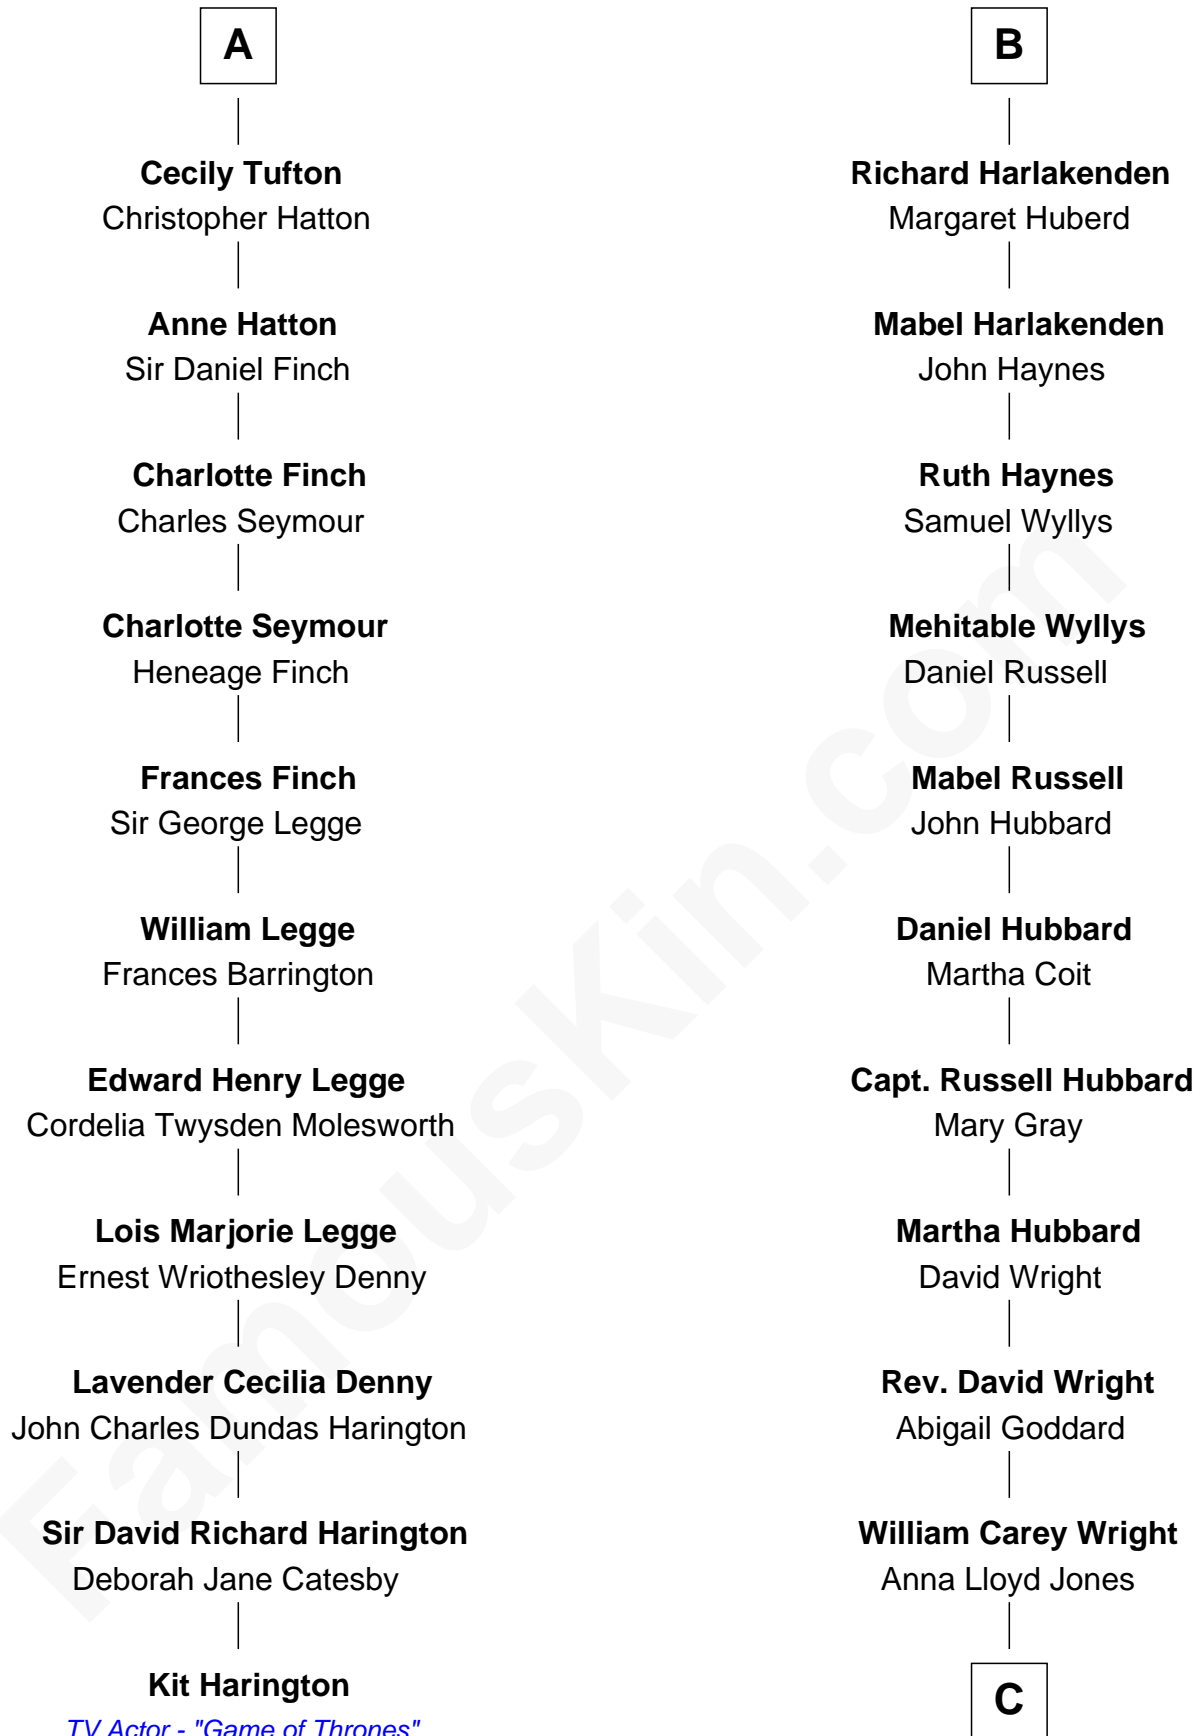 A
Cecily Tufton
Christopher Hatton
Anne Hatton
Sir Daniel Finch
Charlotte Finch
Charles Seymour
Charlotte Seymour
Heneage Finch
Frances Finch
Sir George Legge
William Legge
Frances Barrington
Edward Henry Legge
Cordelia Twysden Molesworth
Lois Marjorie Legge
Ernest Wriothesley Denny
Lavender Cecilia Denny
John Charles Dundas Harington
Sir David Richard Harington
Deborah Jane Catesby
Kit Harington
TV Actor - "Game of Thrones"
B
Richard Harlakenden
Margaret Huberd
Mabel Harlakenden
John Haynes
Ruth Haynes
Samuel Wyllys
Mehitable Wyllys
Daniel Russell
Mabel Russell
John Hubbard
Daniel Hubbard
Martha Coit
Capt. Russell Hubbard
Mary Gray
Martha Hubbard
David Wright
Rev. David Wright
Abigail Goddard
William Carey Wright
Anna Lloyd Jones
C
FamousKin.com